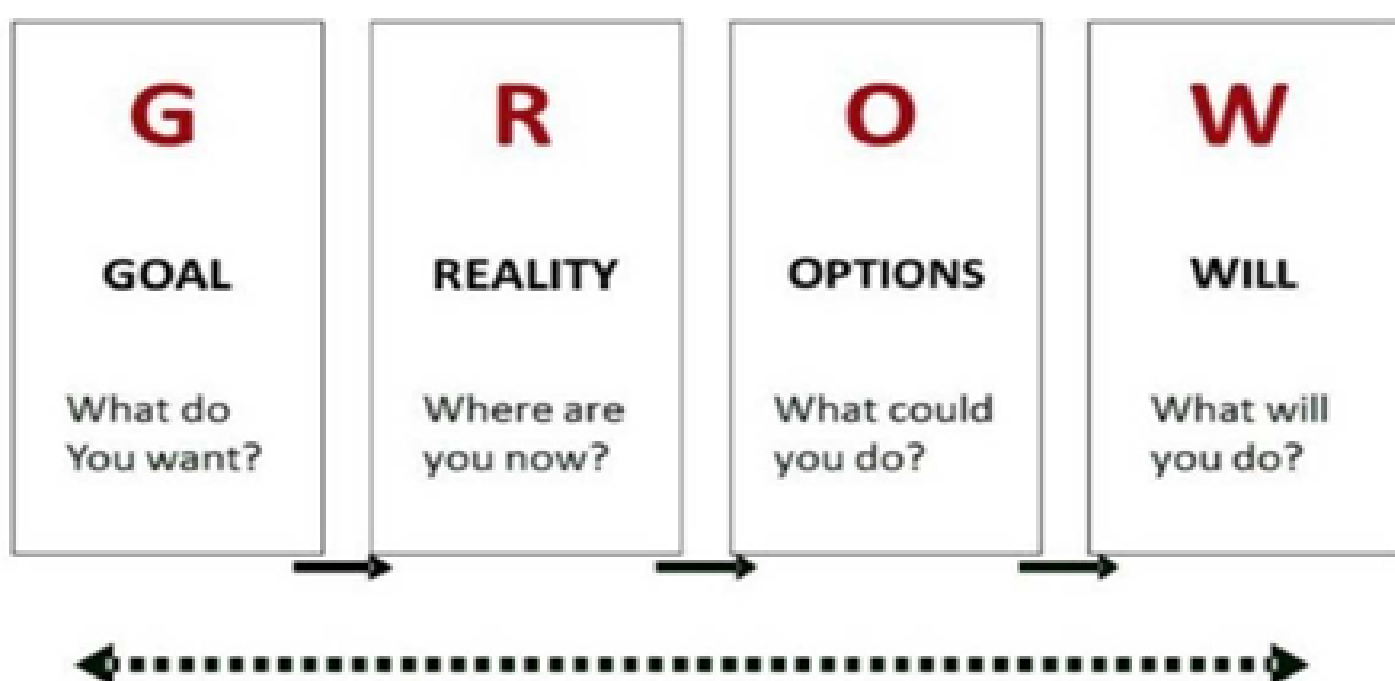 G
GOAL
What do
You want?
R
REALITY
Where are
you now?
O
OPTIONS
What could
you do?
W
WILL
What will
you do?